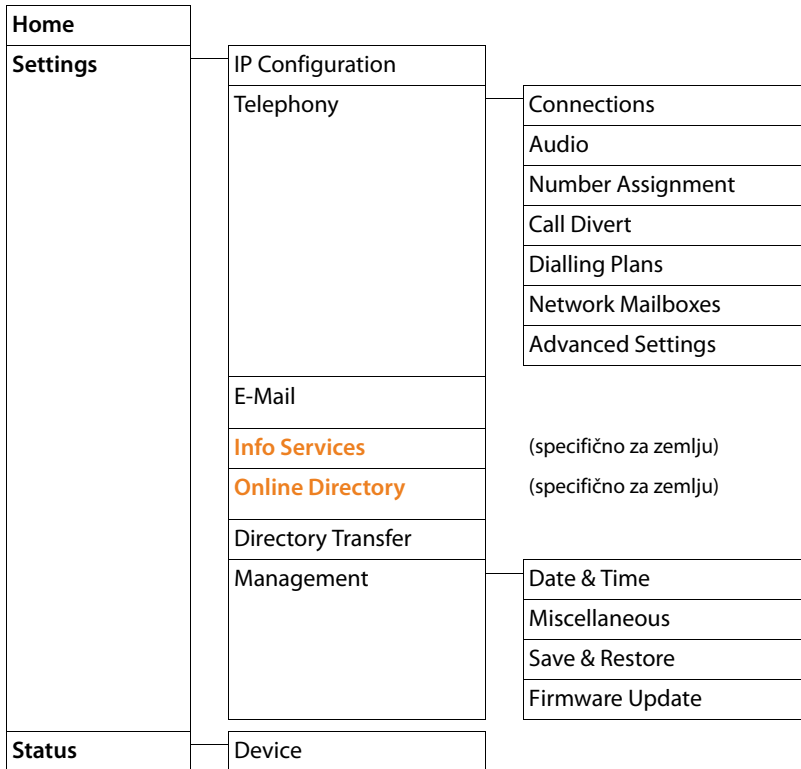 Home
Settings
IP Configuration
Telephony
Connections
Audio
Number Assignment
Call Divert
Dialling Plans
Network Mailboxes
Advanced Settings
E-Mail
Info Services
(specifično za zemlju)
Online Directory
(specifično za zemlju)
Directory Transfer
Management
Date & Time
Miscellaneous
Save & Restore
Firmware Update
Status
Device